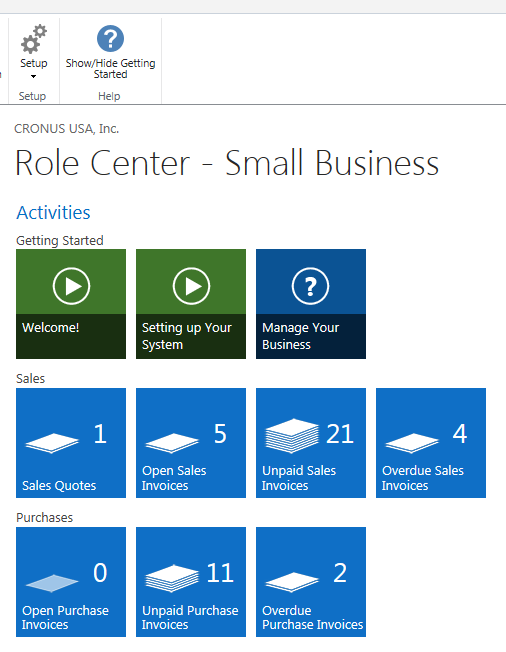 Setup
Show/Hide Getting
Started
Setup
Help
CRONUS USA, Inc.
Role Center - Small Business
Activities
Getting Started
Welcome!
Setting up Your
System
?
Manage Your
Business
Sales
1
Sales Quotes
5
Open Sales
Invoices
21
Unpaid Sales
Invoices
4
Overdue Sales
Invoices
Purchases
0
Open Purchase
Invoices
11
Unpaid Purchase
Invoices
2
Overdue
Purchase Invoices